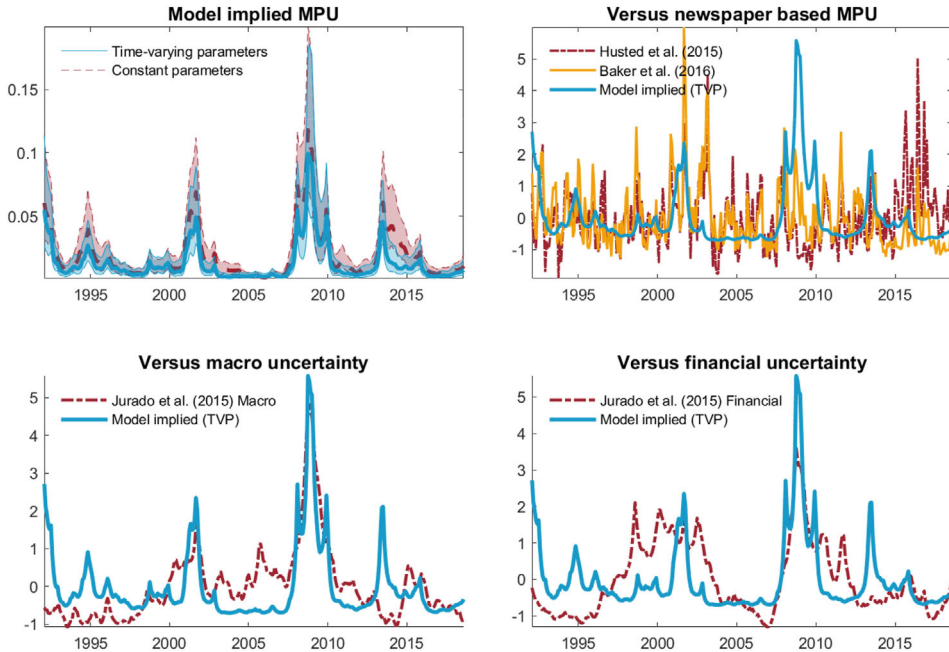 Model implied MPU
Time-varying parameters
Constant parameters
0.15
0.1
0.05
1995 2000 2005 2010 2015
Versus newspaper based MPU
Husted et al. (2015)
Baker et al. (2016)
Model implied (TVP)
5
4
3
2
1
0
-1
1995 2000 2005 2010 2015
Versus macro uncertainty
Jurado et al. (2015) Macro
Model implied (TVP)
5
4
3
2
1
0
-1
1995 2000 2005 2010 2015
Versus financial uncertainty
Jurado et al. (2015) Financial
Model implied (TVP)
5
4
3
2
1
0
-1
1995 2000 2005 2010 2015